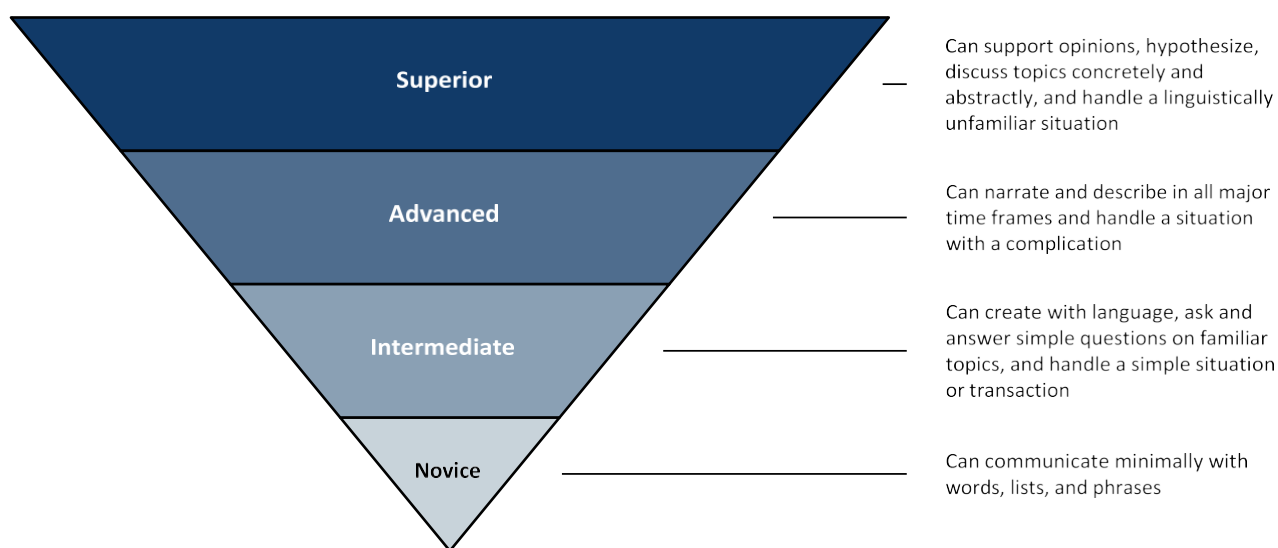 Superior
Can support opinions, hypothesize,
discuss topics concretely and
abstractly, and handle a linguistically
unfamiliar situation
Advanced
Can narrate and describe in all major
time frames and handle a situation
with a complication
Intermediate
Can create with language, ask and
answer simple questions on familiar
topics, and handle a simple situation
or transaction
Novice
Can communicate minimally with
words, lists, and phrases